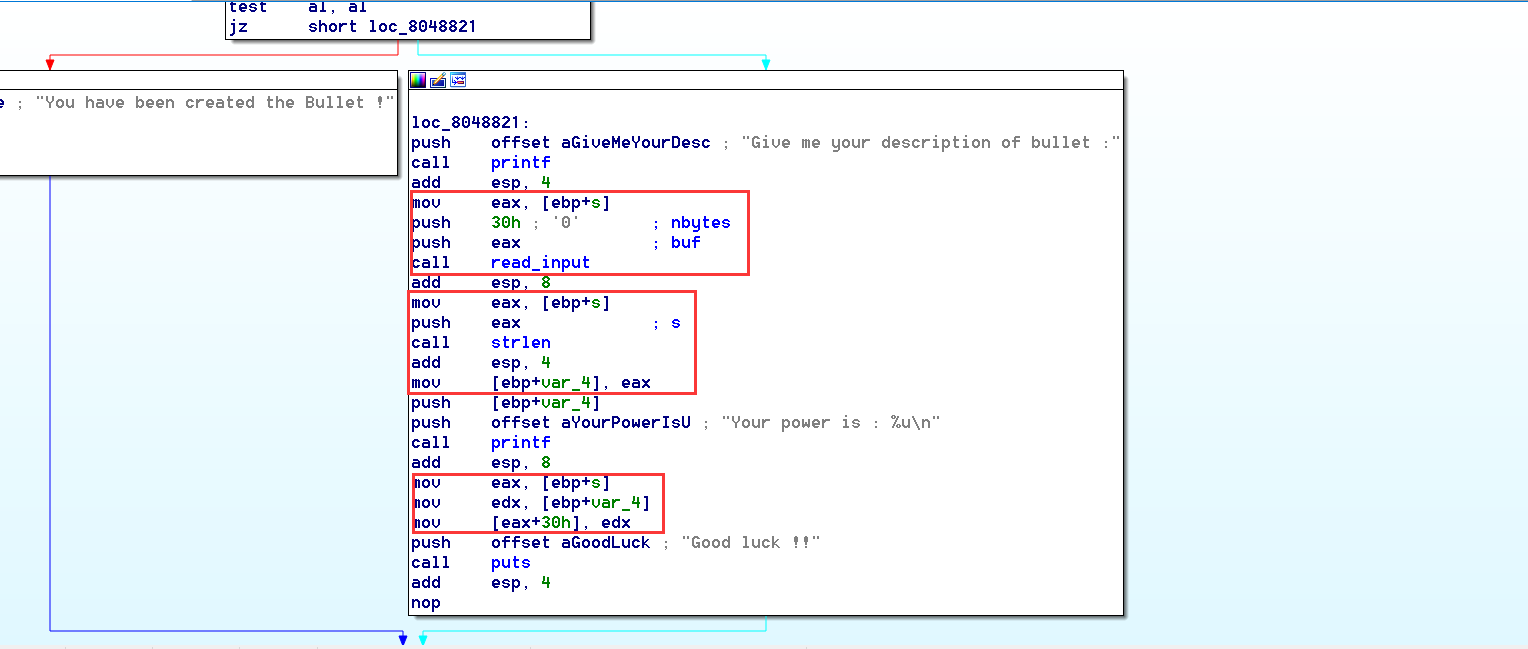 test    al, al
jz      short loc_8048821
e ; "You have been created the Bullet !"
loc_8048821:
push    offset aGiveMeYourDesc ; "Give me your description of bullet :"
call    printf
add     esp, 4
mov     eax, [ebp+s]
push    30h ; '0'        ; nbytes
push    eax             ; buf
call    read_input
add     esp, 8
mov     eax, [ebp+s]
push    eax             ; s
call    strlen
add     esp, 4
mov     [ebp+var_4], eax
push    [ebp+var_4]
push    offset aYourPowerIsU ; "Your power is : %u\n"
call    printf
add     esp, 8
mov     eax, [ebp+s]
mov     edx, [ebp+var_4]
mov     [eax+30h], edx
push    offset aGoodLuck ; "Good luck !!"
call    puts
add     esp, 4
nop